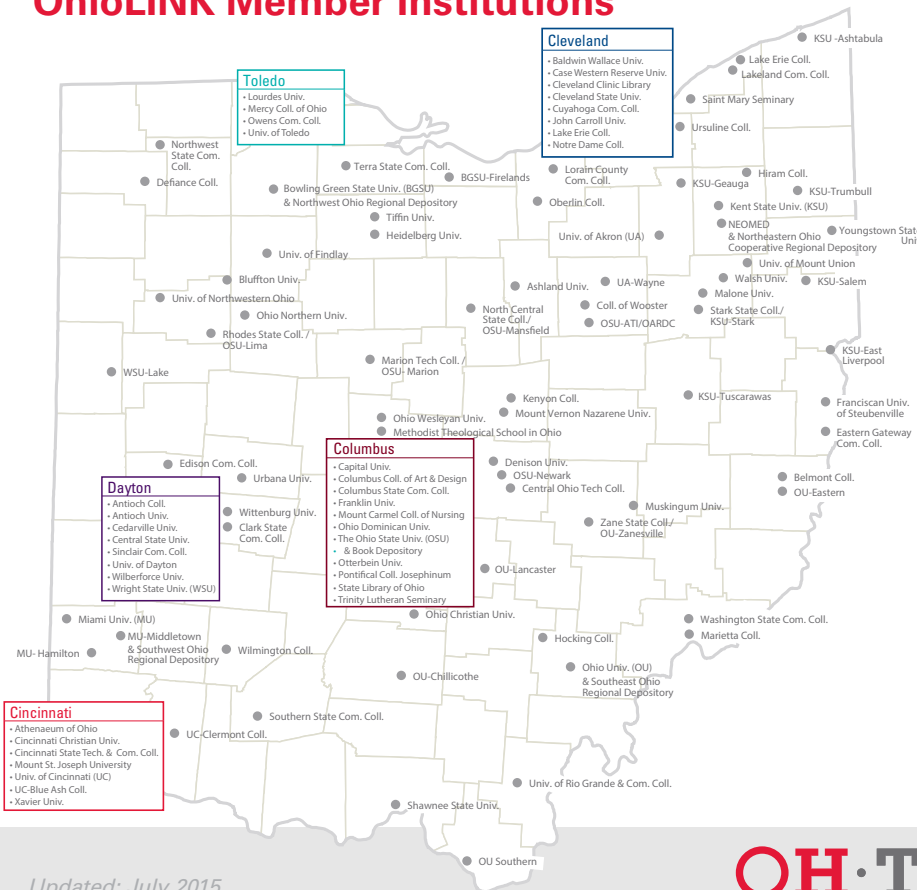 OhioLINK Member Institutions
KSU -Ashtabula
Cleveland
• Baldwin Wallace Univ.
• Case Western Reserve Univ.
• Cleveland Clinic Library
• Cleveland State Univ.
• Cuyahoga Com. Coll.
• John Carroll Univ.
• Lake Erie Coll.
• Notre Dame Coll.
Lake Erie Coll.
Lakeland Com. Coll.
Saint Mary Seminary
Ursuline Coll.
Toledo
• Lourdes Univ.
• Mercy Coll. of Ohio
• Owens Com. Coll.
• Univ. of Toledo
Northwest
State Com.
Coll.
Defiance Coll.
Terra State Com. Coll.
BGSU-Firelands
Bowling Green State Univ. (BGSU)
& Northwest Ohio Regional Depository
Tiffin Univ.
Heidelberg Univ.
Univ. of Findlay
Lorain County
Com. Coll.
Oberlin Coll.
KSU-Geauga
Hiram Coll.
KSU-Trumbull
Kent State Univ. (KSU)
NEOMED
& Northeastern Ohio
Cooperative Regional Depository
Youngstown State
Uni
Univ. of Akron (UA)
Univ. of Mount Union
Walsh Univ.
KSU-Salem
Malone Univ.
Stark State Coll./
KSU-Stark
Bluffton Univ.
Univ. of Northwestern Ohio
Ohio Northern Univ.
Rhodes State Coll. /
OSU-Lima
Ashland Univ.
UA-Wayne
Coll. of Wooster
OSU-ATI/OARDC
North Central
State Coll./
OSU-Mansfield
WSU-Lake
Marion Tech Coll. /
OSU- Marion
KSU-East
Liverpool
Kenyon Coll.
Mount Vernon Nazarene Univ.
KSU-Tuscarawas
Franciscan Univ.
of Steubenville
Eastern Gateway
Com. Coll.
Ohio Wesleyan Univ.
Methodist Theological School in Ohio
Columbus
• Capital Univ.
• Columbus Coll. of Art & Design
• Columbus State Com. Coll.
• Franklin Univ.
• Mount Carmel Coll. of Nursing
• Ohio Dominican Univ.
• The Ohio State Univ. (OSU)
• & Book Depository
• Otterbein Univ.
• Pontifical Coll. Josephinum
• State Library of Ohio
• Trinity Lutheran Seminary
Edison Com. Coll.
Urbana Univ.
Dayton
• Antioch Coll.
• Antioch Univ.
• Cedarville Univ.
• Central State Univ.
• Sinclair Com. Coll.
• Univ. of Dayton
• Wilberforce Univ.
• Wright State Univ. (WSU)
Wittenburg Univ.
Clark State
Com. Coll.
Denison Univ.
OSU-Newark
Central Ohio Tech Coll.
Belmont Coll.
OU-Eastern
Muskingum Univ.
Zane State Coll./
OU-Zanesville
OU-Lancaster
Miami Univ. (MU)
MU-Middletown
& Southwest Ohio
Regional Depository
MU- Hamilton
Wilmington Coll.
Ohio Christian Univ.
Washington State Com. Coll.
Marietta Coll.
Hocking Coll.
Ohio Univ. (OU)
& Southeast Ohio
Regional Depository
OU-Chillicothe
Cincinnati
• Athenaeum of Ohio
• Cincinnati Christian Univ.
• Cincinnati State Tech. & Com. Coll.
• Mount St. Joseph University
• Univ. of Cincinnati (UC)
• UC-Blue Ash Coll.
• Xavier Univ.
Southern State Com. Coll.
UC-Clermont Coll.
Univ. of Rio Grande & Com. Coll.
Shawnee State Univ.
OU Southern
Updated: July 2015
OH·T